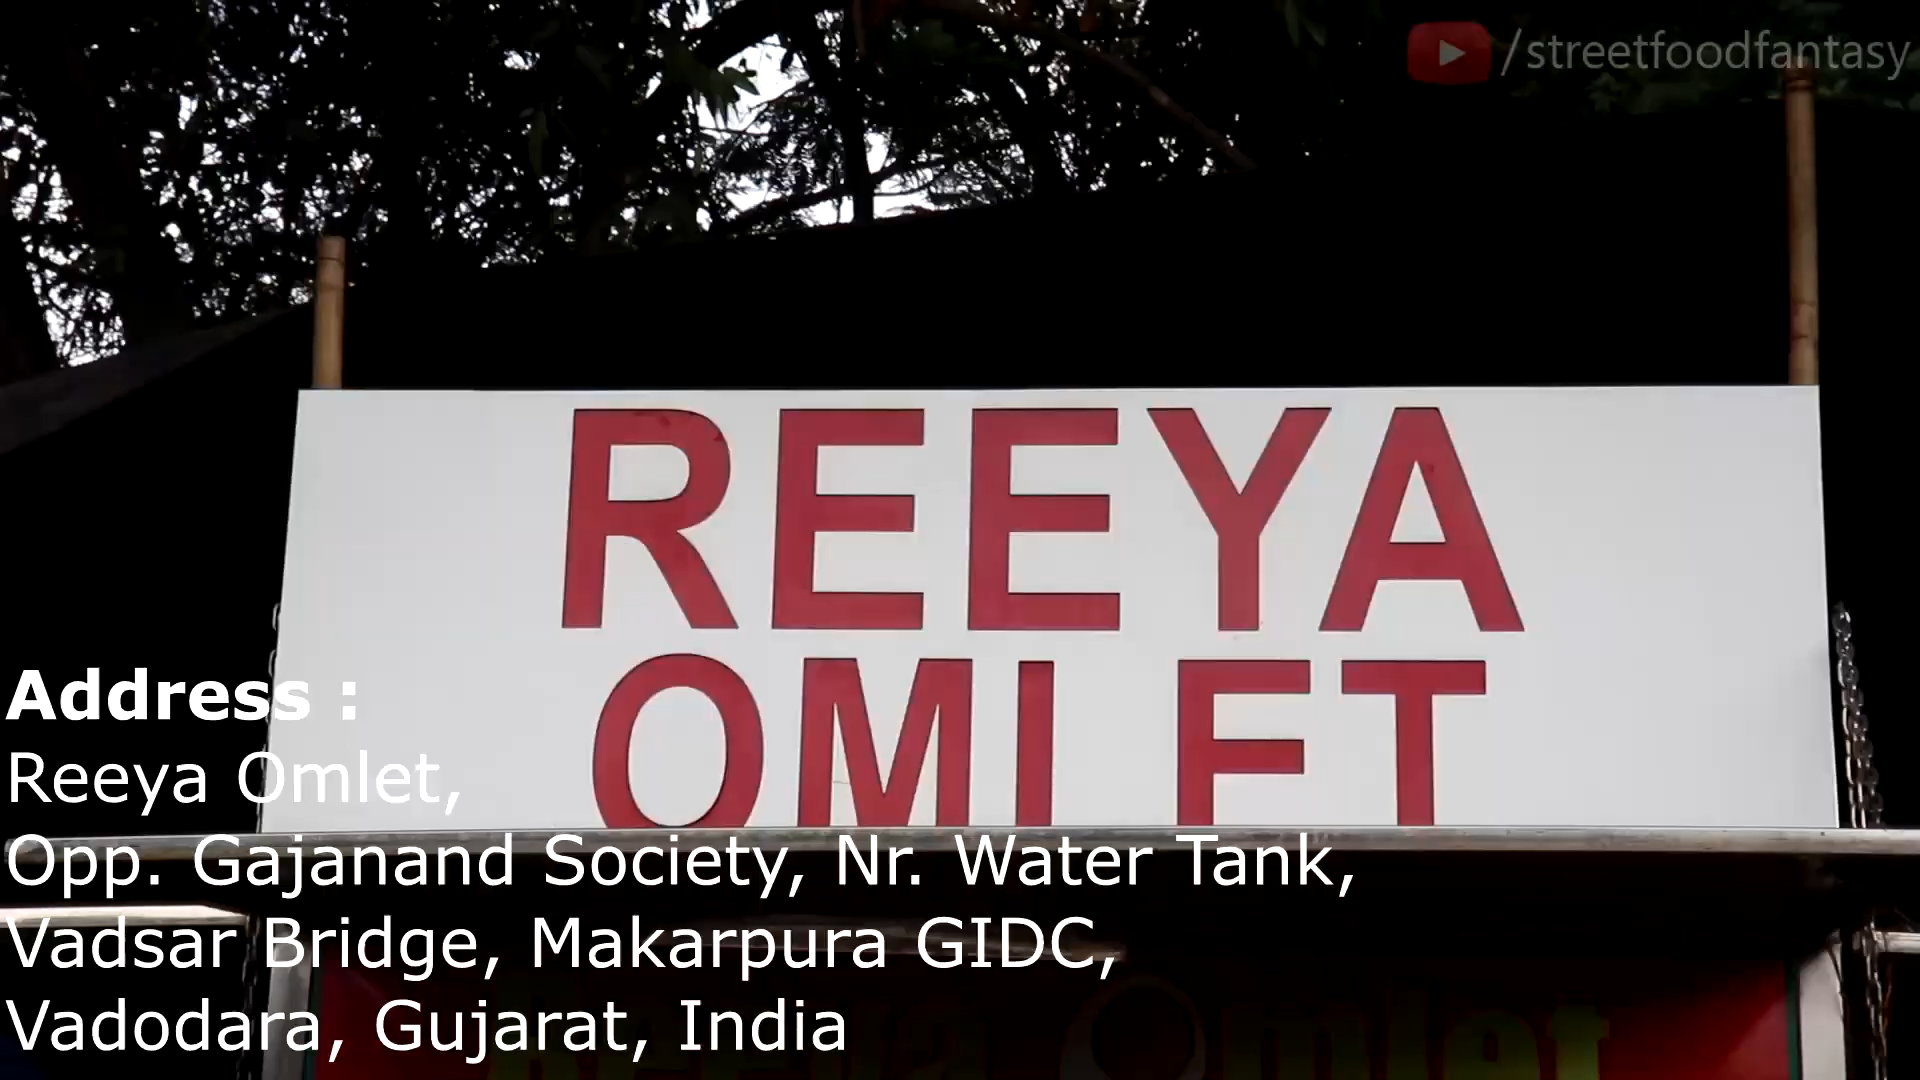 /streetfoodfantasy
REEYA
OMLET
Address :
Reeya Omlet,
Opp. Gajanand Society, Nr. Water Tank,
Vadsar Bridge, Makarpura GIDC,
Vadodara, Gujarat, India